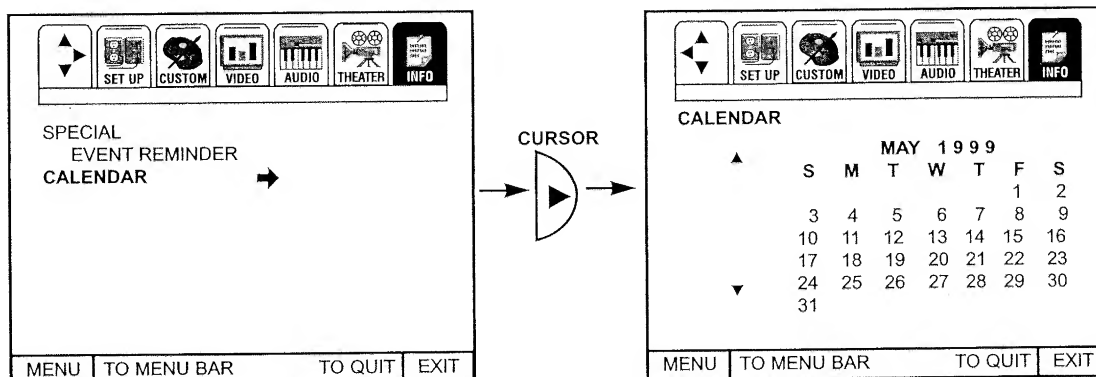 SET UP CUSTOM VIDEO AUDIO THEATER INFO
SPECIAL
EVENT REMINDER
CALENDAR
MENU TO MENU BAR TO QUIT EXIT
CURSOR
SET UP CUSTOM VIDEO AUDIO THEATER INFO
CALENDAR
MAY 1999
S M T W T F S
1 2
3 4 5 6 7 8 9
10 11 12 13 14 15 16
17 18 19 20 21 22 23
24 25 26 27 28 29 30
31
MENU TO MENU BAR TO QUIT EXIT